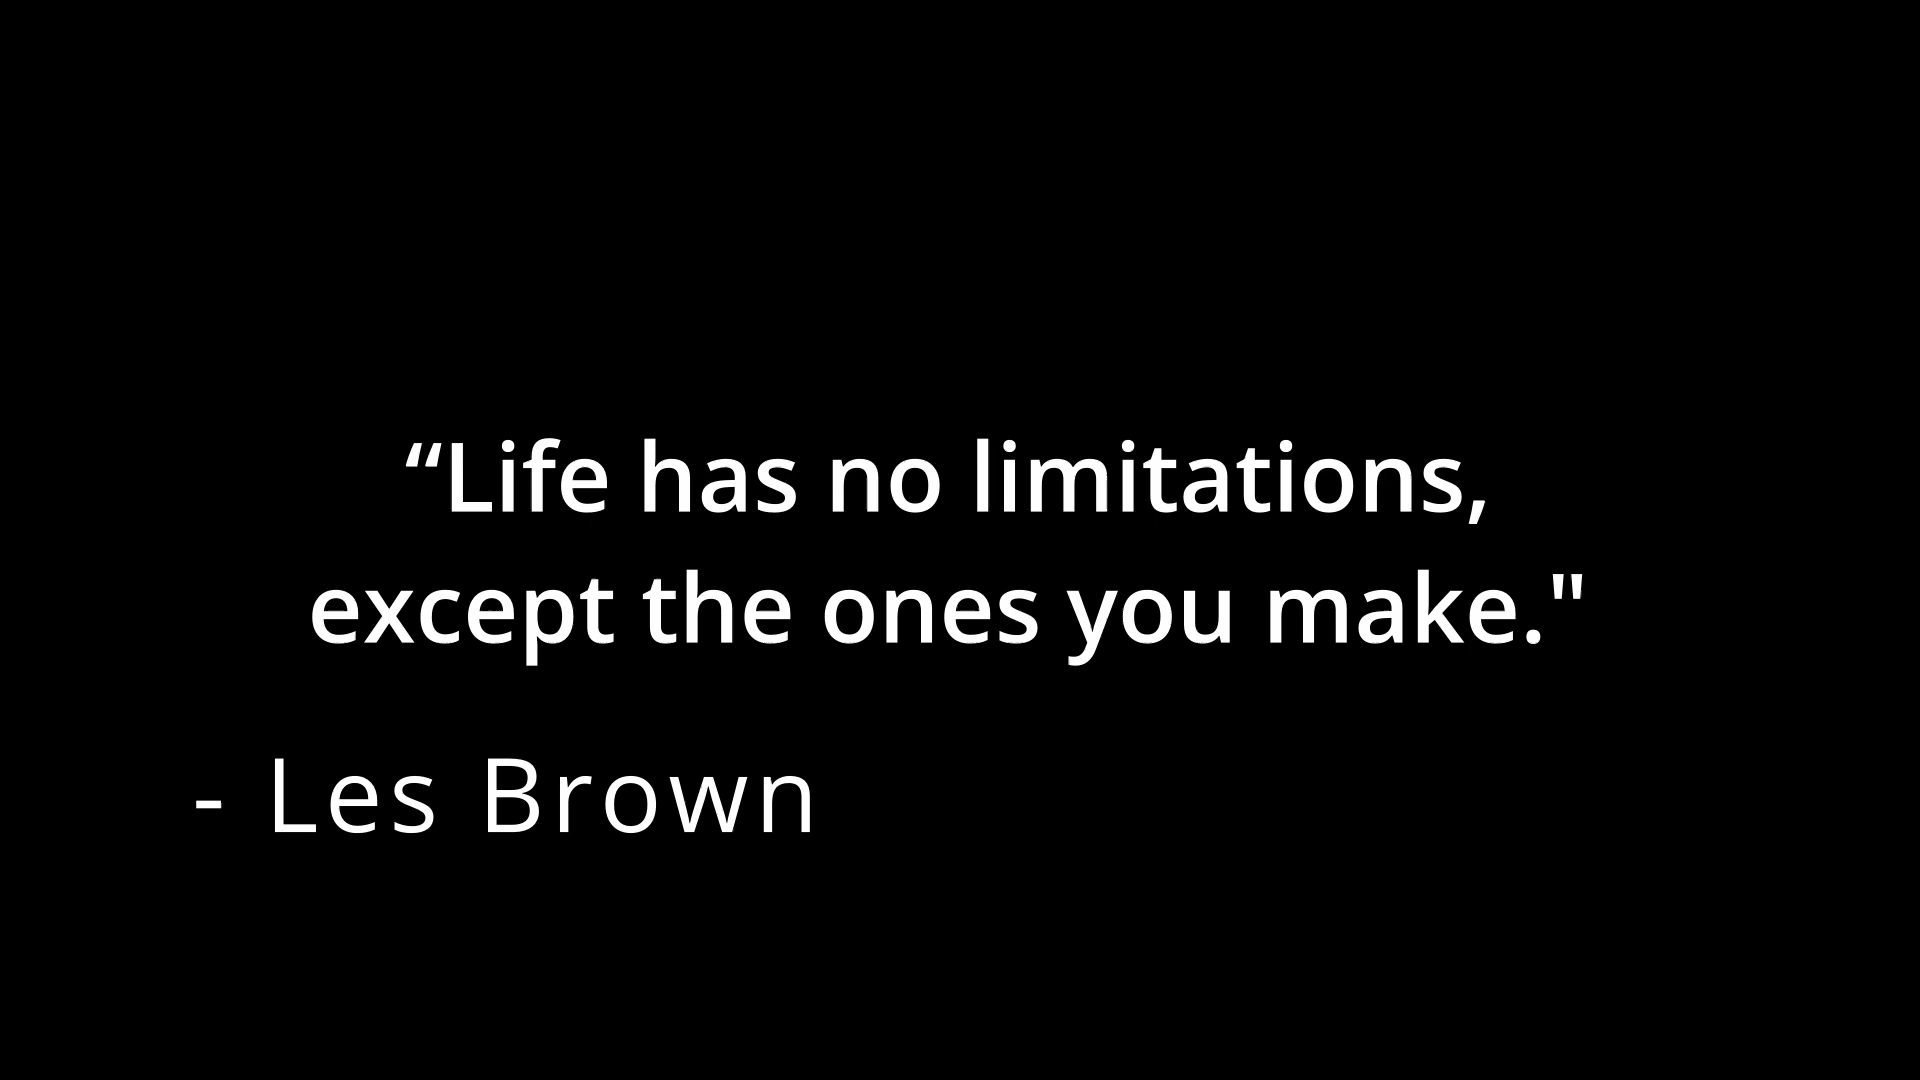 “Life has no limitations,
except the ones you make."
- Les Brown